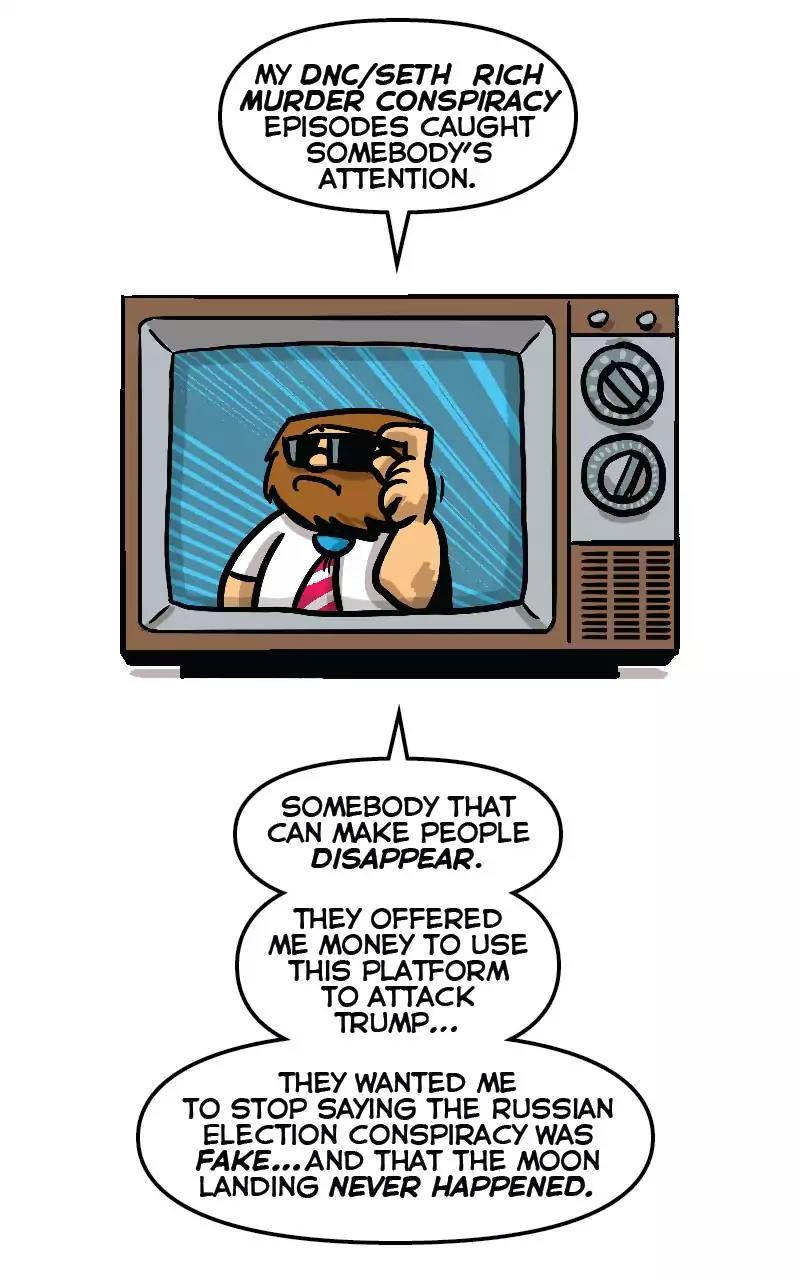 MY DNC/SETH RICH
MURDER CONSPIRACY
EPISODES CAUGHT
SOMEBODY'S
ATTENTION.
SOMEBODY THAT
CAN MAKE PEOPLE
DISAPPEAR.
THEY OFFERED
ME MONEY TO USE
THIS PLATFORM
TO ATTACK
TRUMP...
THEY WANTED ME
TO STOP SAYING THE RUSSIAN
ELECTION CONSPIRACY WAS
FAKE...AND THAT THE MOON
LANDING NEVER HAPPENED.